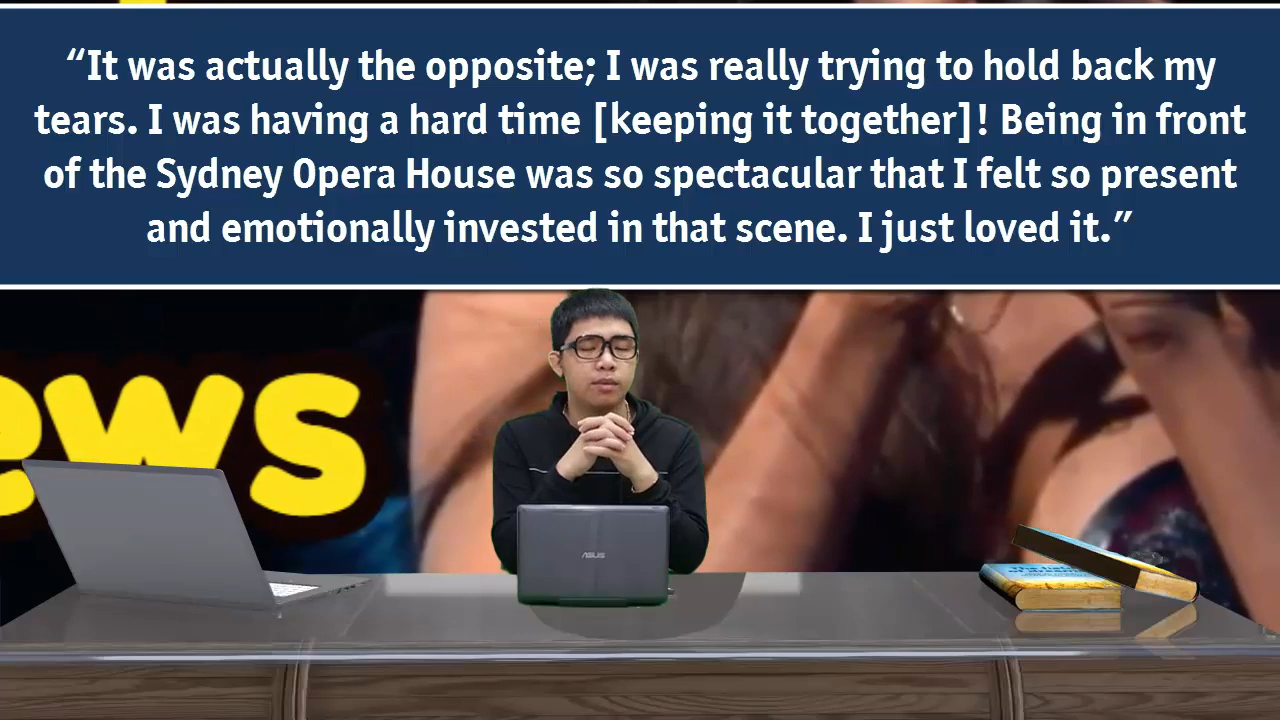 “It was actually the opposite; I was really trying to hold back my
tears. I was having a hard time [keeping it together]! Being in front
of the Sydney Opera House was so spectacular that I felt so present
and emotionally invested in that scene. I just loved it.”
ews
ASUS